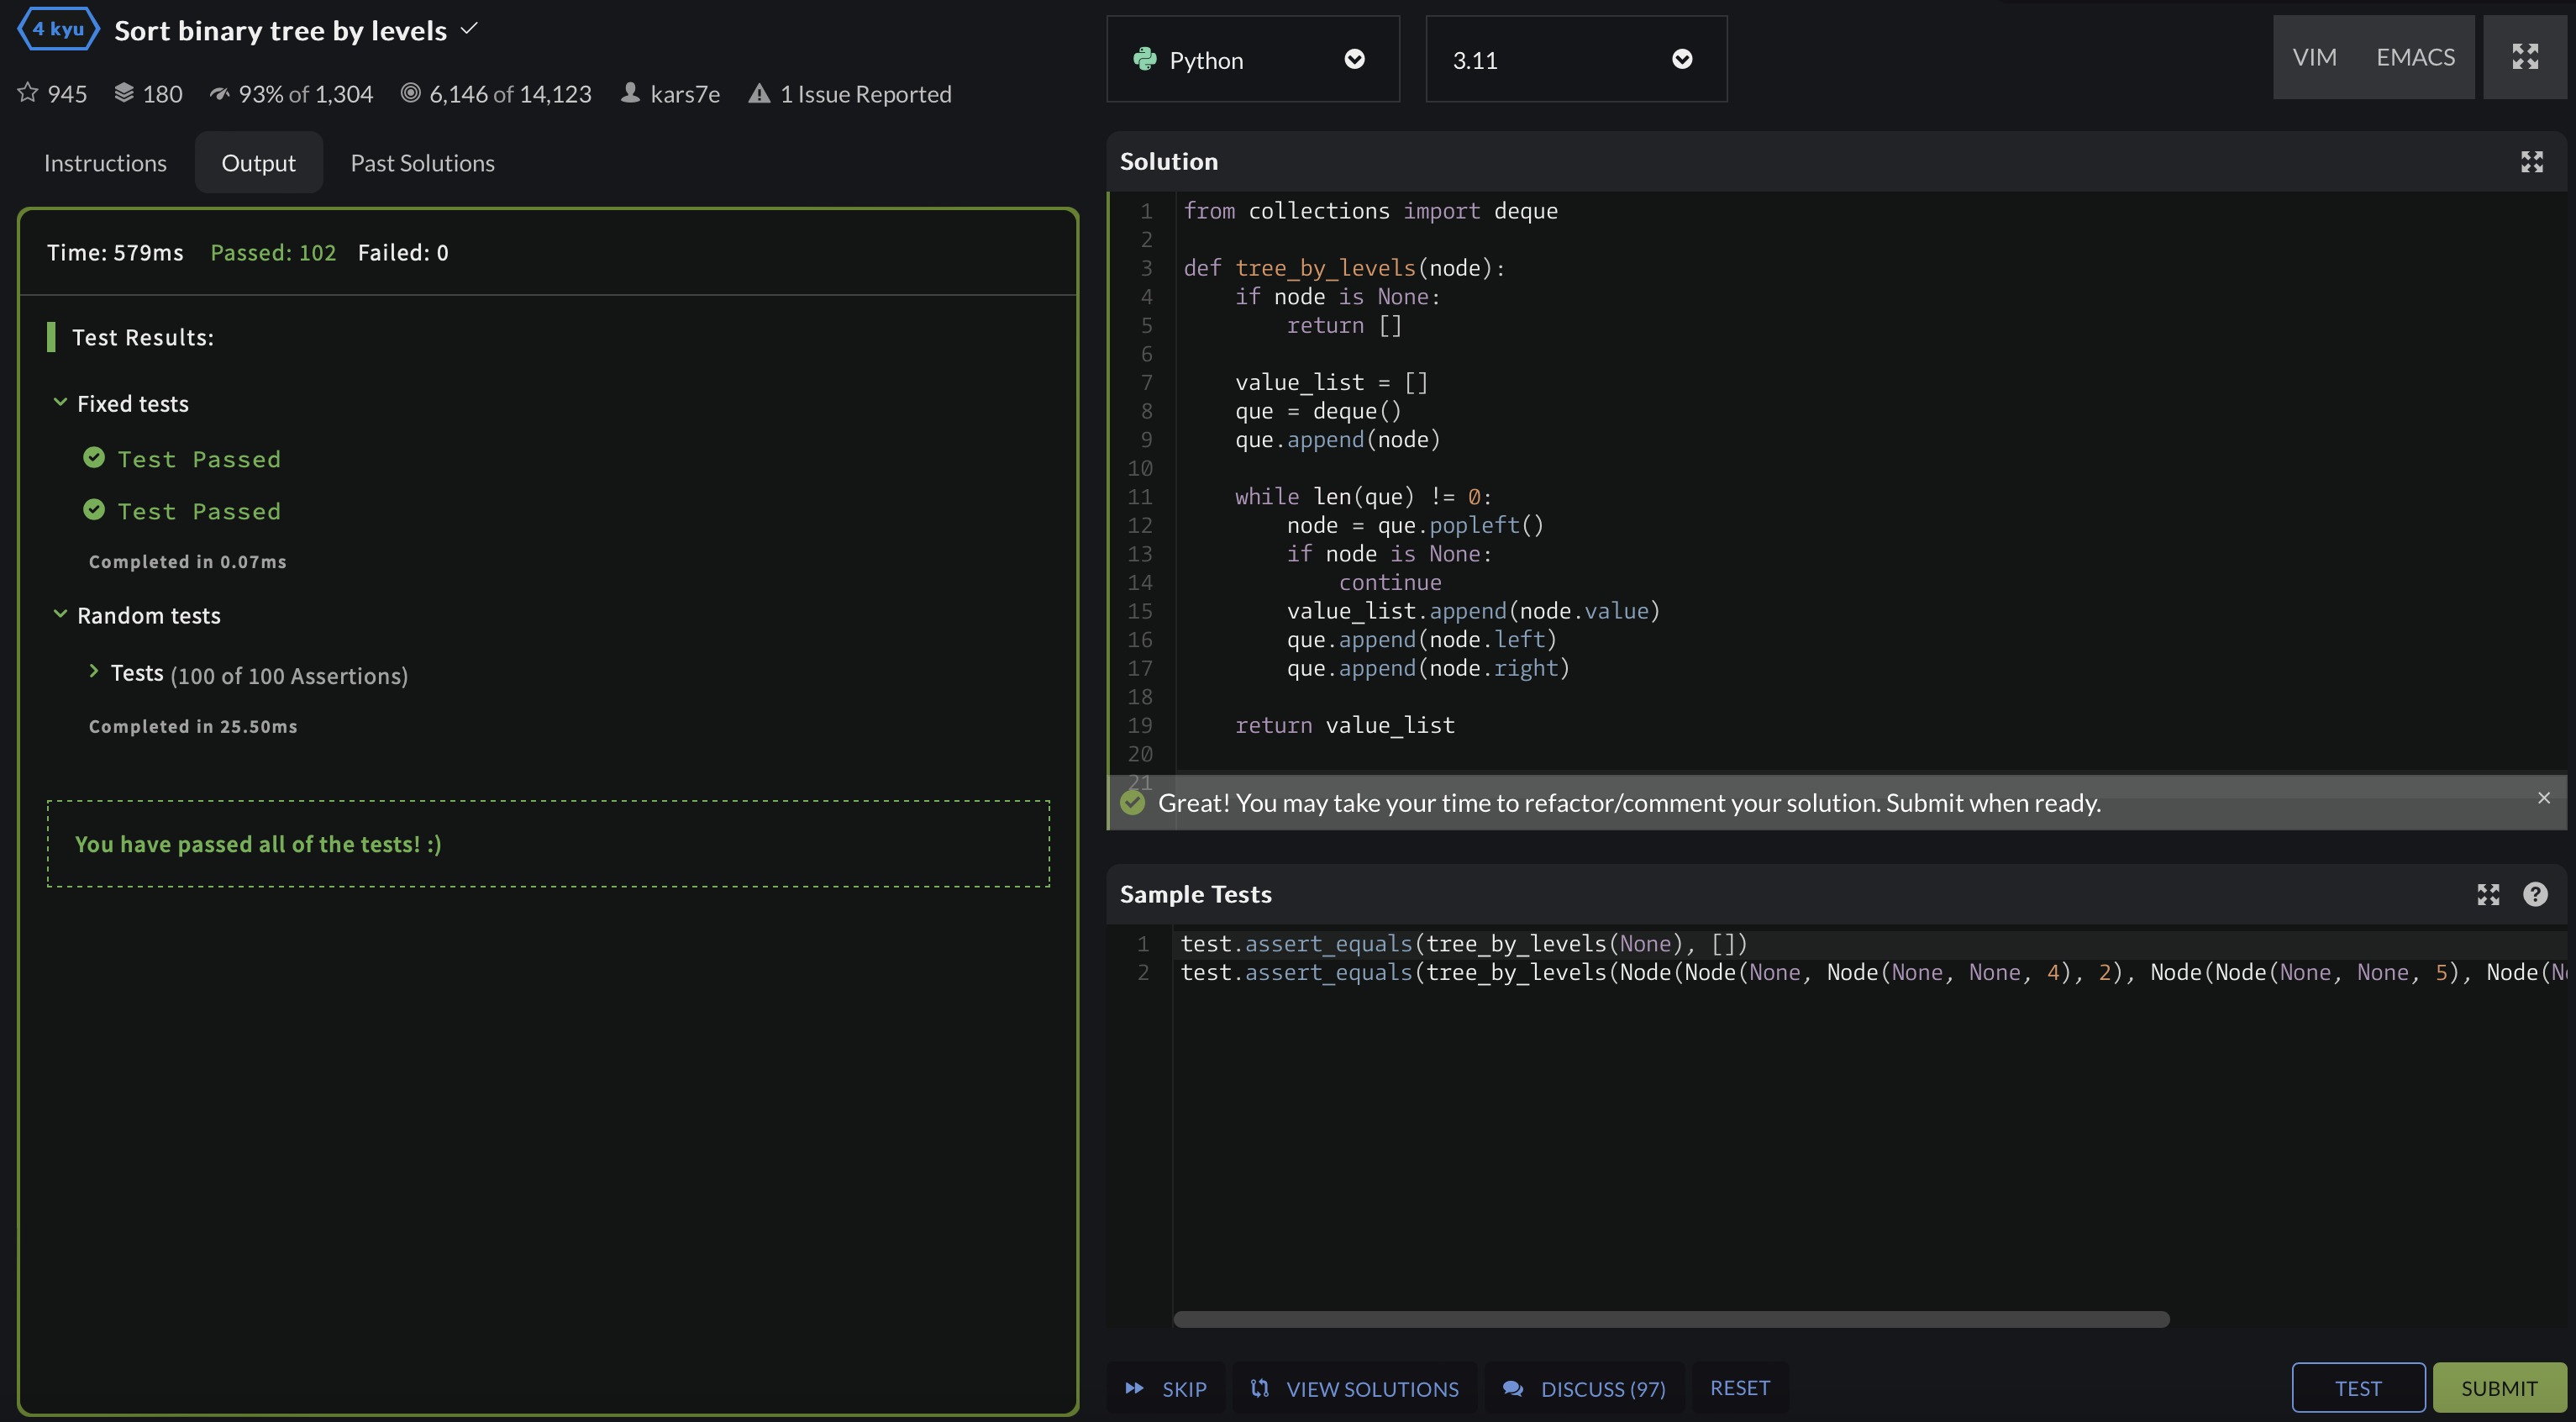 4 kyu Sort binary tree by levels
945 180 93% of 1,304 6,146 of 14,123 kars7e 1 Issue Reported
Instructions Output Past Solutions
Time: 579ms Passed: 102 Failed: 0
Test Results:
Fixed tests
Test Passed
Test Passed
Completed in 0.07ms
Random tests
Tests (100 of 100 Assertions)
Completed in 25.50ms
You have passed all of the tests! :)
Python 3.11 VIM EMACS
Solution
1 from collections import deque
2
3 def tree_by_levels(node):
4     if node is None:
5         return []
6
7     value_list = []
8     que = deque()
9     que.append(node)
10
11     while len(que) != 0:
12         node = que.popleft()
13         if node is None:
14             continue
15         value_list.append(node.value)
16         que.append(node.left)
17         que.append(node.right)
18
19     return value_list
20
21
Great! You may take your time to refactor/comment your solution. Submit when ready.
Sample Tests
1 test.assert_equals(tree_by_levels(None), [])
2 test.assert_equals(tree_by_levels(Node(Node(None, Node(None, None, 4), 2), Node(Node(None, None, 5), Node(N
SKIP VIEW SOLUTIONS DISCUSS (97) RESET TEST SUBMIT